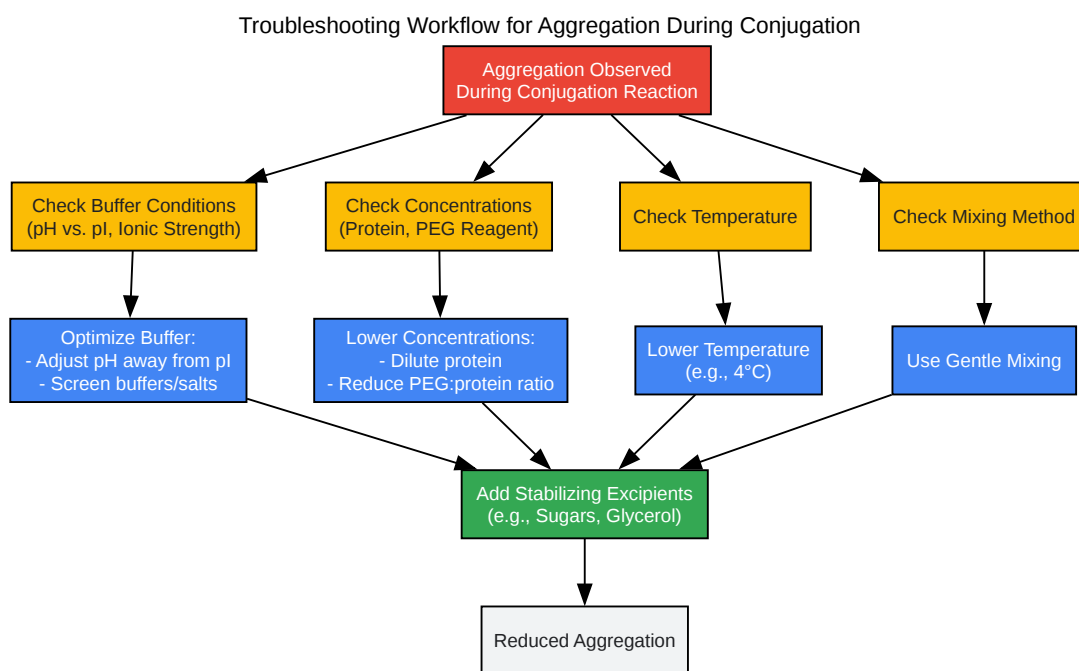 Troubleshooting Workflow for Aggregation During Conjugation
Aggregation Observed
During Conjugation Reaction
Check Buffer Conditions
(pH vs. pI, Ionic Strength)
Check Concentrations
(Protein, PEG Reagent)
Check Temperature
Check Mixing Method
Optimize Buffer:
- Adjust pH away from pI
- Screen buffers/salts
Lower Concentrations:
- Dilute protein
- Reduce PEG:protein ratio
Lower Temperature
(e.g., 4°C)
Use Gentle Mixing
Add Stabilizing Excipients
(e.g., Sugars, Glycerol)
Reduced Aggregation